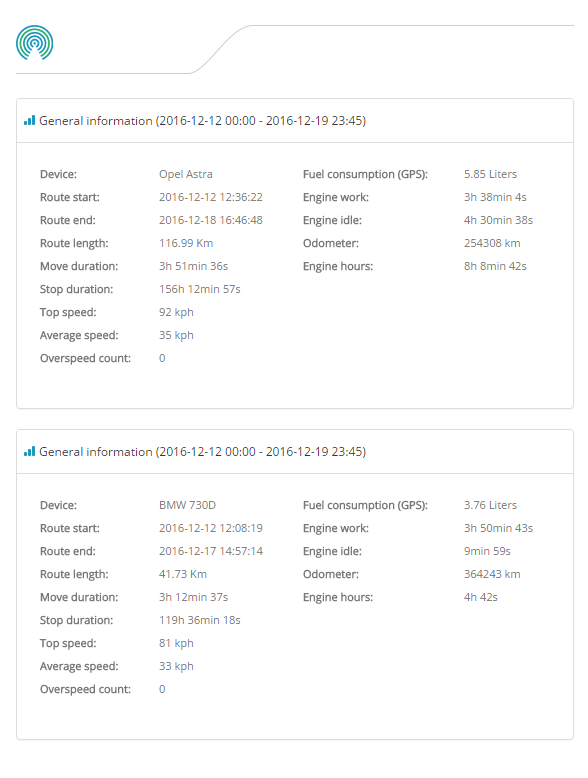 General information (2016-12-12 00:00 - 2016-12-19 23:45)
Device: Opel Astra Fuel consumption (GPS): 5.85 Liters
Route start: 2016-12-12 12:36:22 Engine work: 3h 38min 4s
Route end: 2016-12-18 16:46:48 Engine idle: 4h 30min 38s
Route length: 116.99 Km Odometer: 254308 km
Move duration: 3h 51min 36s Engine hours: 8h 8min 42s
Stop duration: 156h 12min 57s
Top speed: 92 kph
Average speed: 35 kph
Overspeed count: 0
General information (2016-12-12 00:00 - 2016-12-19 23:45)
Device: BMW 730D Fuel consumption (GPS): 3.76 Liters
Route start: 2016-12-12 12:08:19 Engine work: 3h 50min 43s
Route end: 2016-12-17 14:57:14 Engine idle: 9min 59s
Route length: 41.73 Km Odometer: 364243 km
Move duration: 3h 12min 37s Engine hours: 4h 42s
Stop duration: 119h 36min 18s
Top speed: 81 kph
Average speed: 33 kph
Overspeed count: 0